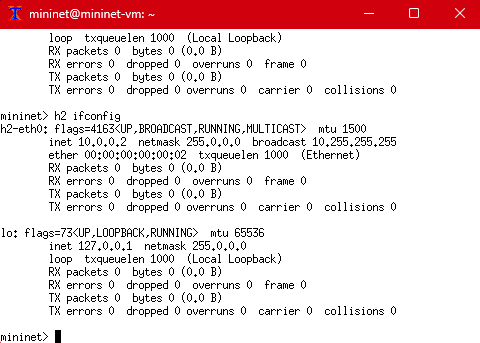 mininet@mininet-vm: ~
loop txqueuelen 1000 (Local Loopback)
RX packets 0 bytes 0 (0.0 B)
RX errors 0 dropped 0 overruns 0 frame 0
TX packets 0 bytes 0 (0.0 B)
TX errors 0 dropped 0 overruns 0 carrier 0 collisions 0
mininet> h2 ifconfig
h2-eth0: flags=4163<UP,BROADCAST,RUNNING,MULTICAST> mtu 1500
inet 10.0.0.2 netmask 255.0.0.0 broadcast 10.255.255.255
ether 00:00:00:00:00:02 txqueuelen 1000 (Ethernet)
RX packets 0 bytes 0 (0.0 B)
RX errors 0 dropped 0 overruns 0 frame 0
TX packets 0 bytes 0 (0.0 B)
TX errors 0 dropped 0 overruns 0 carrier 0 collisions 0
lo: flags=73<UP,LOOPBACK,RUNNING> mtu 65536
inet 127.0.0.1 netmask 255.0.0.0
loop txqueuelen 1000 (Local Loopback)
RX packets 0 bytes 0 (0.0 B)
RX errors 0 dropped 0 overruns 0 frame 0
TX packets 0 bytes 0 (0.0 B)
TX errors 0 dropped 0 overruns 0 carrier 0 collisions 0
mininet>